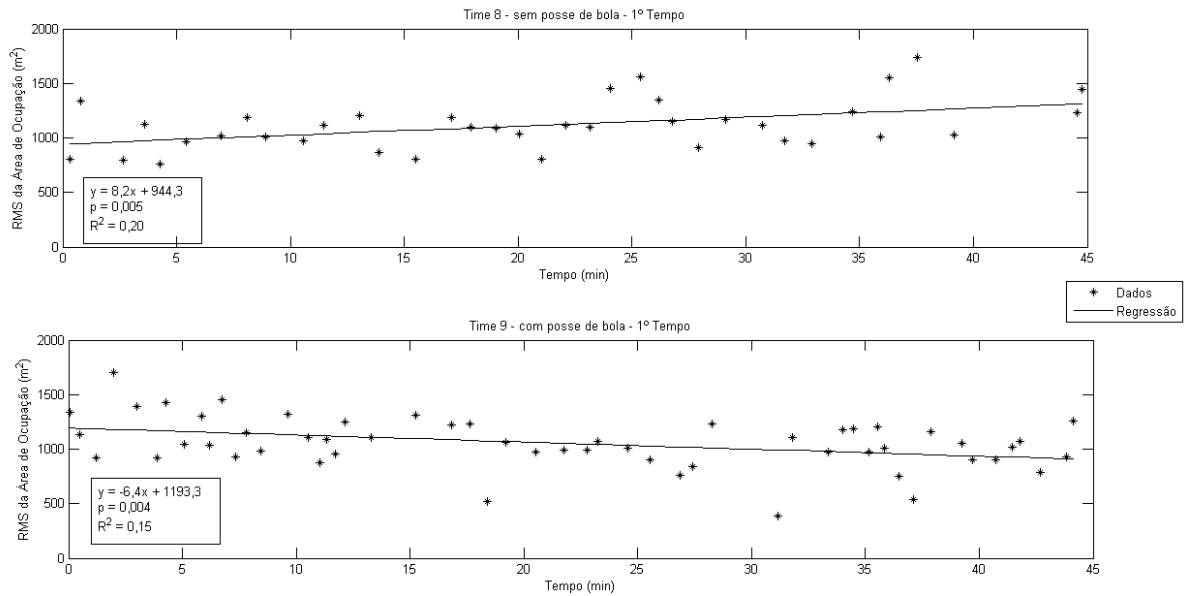 Time 8 - sem posse de bola - 1º Tempo
RMS da Área de Ocupação (m²)
2000
1500
1000
500
0
y = 8,2x + 944,3
p = 0,005
R² = 0,20
0 5 10 15 20 25 30 35 40 45
Tempo (min)
Dados
Regressão
Time 9 - com posse de bola - 1º Tempo
RMS da Área de Ocupação (m²)
2000
1500
1000
500
0
y = -6,4x + 1193,3
p = 0,004
R² = 0,15
0 5 10 15 20 25 30 35 40 45
Tempo (min)